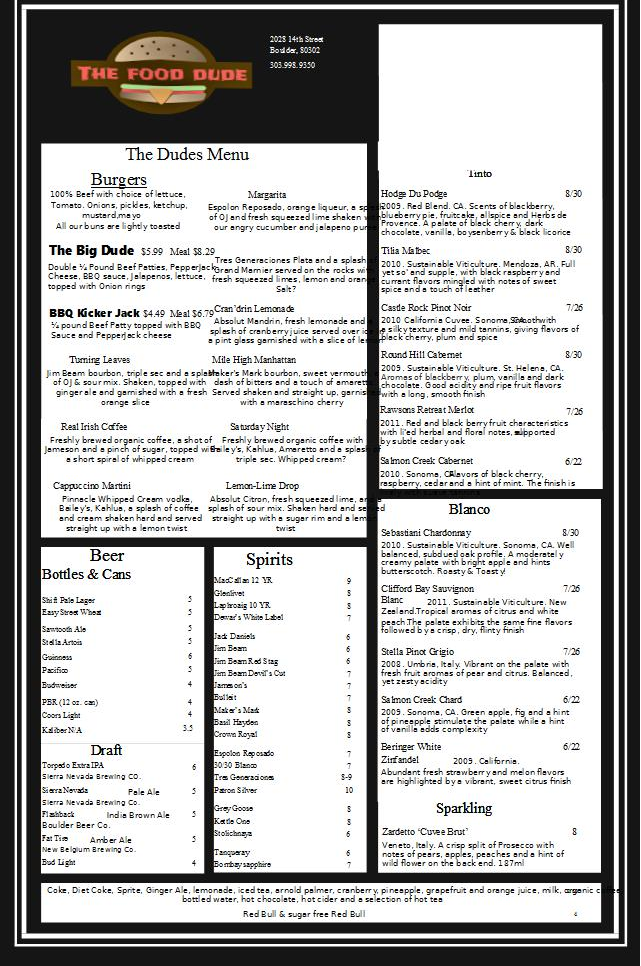 THE FOOD DUDE
2028 14th Street
Boulder, 80302
303.998.9350
The Dudes Menu
Burgers
100% Beef with choice of lettuce,
Tomato. Onions, pickles, ketchup,
mustard,mayo
All our buns are lightly toasted
The Big Dude $5.99 Meal $8.29
Double ¼ Pound Beef Patties, PepperJack
Cheese, BBQ sauce, Jalapenos, lettuce,
topped with Onion rings
BBQ Kicker Jack $4.49 Meal $6.79
¼ pound Beef Patty topped with BBQ
Sauce and PepperJack cheese
Turning Leaves
Jim Beam bourbon, triple sec and a splash
of OJ & sour mix. Shaken, topped with
ginger ale and garnished with a fresh
orange slice
Real Irish Coffee
Freshly brewed organic coffee, a shot of
Jameson and a pinch of sugar, topped with
a short spiral of whipped cream
Cappuccino Martini
Pinnacle Whipped Cream vodka,
Bailey's, Kahlua, a splash of coffee
and cream shaken hard and served
straight up with a lemon twist
Margarita
Espolon Reposado, orange liqueur, a splash
of OJ and fresh squeezed lime shaken with
our angry cucumber and jalapeno puree
Tres Generaciones Plata and a splash of
Grand Marnier served on the rocks with
fresh squeezed limes, lemon and orange
Salt?
Cran'drin Lemonade
Absolut Mandrin, fresh lemonade and a
splash of cranberry juice served over ice in
a pint glass garnished with a slice of lemon
Mile High Manhattan
Maker's Mark bourbon, sweet vermouth, a
dash of bitters and a touch of amaretto.
Served shaken and straight up, garnished
with a maraschino cherry
Saturday Night
Freshly brewed organic coffee with
Bailey's, Kahlua, Amaretto and a splash of
triple sec. Whipped cream?
Lemon-Lime Drop
Absolut Citron, fresh squeezed lime, and a
splash of sour mix. Shaken hard and served
straight up with a sugar rim and a lemon
twist
Tinto
Hodge Du Podge 8/30
2009. Red Blend. CA. Scents of blackberry,
blueberry pie, fruitcake, allspice and Herbs de
Provence. A palate of black cherry, dark
chocolate, vanilla, boysenberry & black licorice
Tilia Malbec 8/30
2010. Sustainable Viticulture. Mendoza, AR. Full
yet so' and supple, with black raspberry and
currant flavors mingled with notes of sweet
spice and a touch of leather
Castle Rock Pinot Noir 7/26
2010 California Cuvee. Sonoma, CA. Smooth with
a silky texture and mild tannins, giving flavors of
black cherry, plum and spice
Round Hill Cabernet 8/30
2009. Sustainable Viticulture. St. Helena, CA.
Aromas of blackberry, plum, vanilla and dark
chocolate. Good acidity and ripe fruit flavors
with a long, smooth finish
Rawsons Retreat Merlot 7/26
2011. Red and black berry fruit characteristics
with li'ed herbal and floral notes, supported
by subtle cedary oak
Salmon Creek Cabernet 6/22
2010. Sonoma, CA. Flavors of black cherry,
raspberry, cedar and a hint of mint. The finish is
Blanco
Sebastiani Chardonnay 8/30
2010. Sustainable Viticulture. Sonoma, CA. Well
balanced, subdued oak profile, A moderately
creamy palate with bright apple and hints
butterscotch. Roasty & Toasty!
Clifford Bay Sauvignon 7/26
Blanc 2011. Sustainable Viticulture. New
Zealand.Tropical aromas of citrus and white
peach.The palate exhibits the same fine flavors
followed by a crisp, dry, flinty finish
Stella Pinot Grigio 7/26
2008. Umbria, Italy. Vibrant on the palate with
fresh fruit aromas of pear and citrus. Balanced,
yet zesty acidity
Salmon Creek Chard 6/22
2009. Sonoma, CA. Green apple, fig and a hint
of pineapple stimulate the palate while a hint
of vanilla adds complexity
Beringer White 6/22
Zinfandel 2009. California.
Abundant fresh strawberry and melon flavors
are highlighted by a vibrant, sweet citrus finish
Sparkling
Zardetto 'Cuvee Brut' 8
Veneto, Italy. A crisp split of Prosecco with
notes of pears, apples, peaches and a hint of
wild flower on the back end. 187ml
Beer
Bottles & Cans
Shift Pale Lager 5
Easy Street Wheat 5
Sawtooth Ale 5
Stella Artois 5
Guinness 6
Pacifico 5
Budweiser 4
PBR (12 oz. can) 4
Coors Light 4
Kaliber N/A 3.5
Draft
Torpedo Extra IPA 6
Sierra Nevada Brewing CO.
Sierra Nevada Pale Ale 5
Sierra Nevada Brewing Co.
Flashback India Brown Ale 5
Boulder Beer Co.
Fat Tire Amber Ale 5
New Belgium Brewing Co.
Bud Light 4
Spirits
MacCallan 12 YR 9
Glenlivet 8
Laphroaig 10 YR 8
Dewar's White Label 7
Jack Daniels 6
Jim Beam 6
Jim Beam Red Stag 6
Jim Beam Devil's Cut 7
Jameson's 7
Bulleit 7
Maker's Mark 8
Basil Hayden 8
Crown Royal 8
Espolon Reposado 7
30/30 Blanco 7
Tres Generaciones 8-9
Patron Silver 10
Grey Goose 8
Kettle One 8
Stolichnaya 6
Tanqueray 6
Bombay sapphire 7
Coke, Diet Coke, Sprite, Ginger Ale, lemonade, iced tea, arnold palmer, cranberry, pineapple, grapefruit and orange juice, milk, organic coffee
bottled water, hot chocolate, hot cider and a selection of hot tea
Red Bull & sugar free Red Bull 4